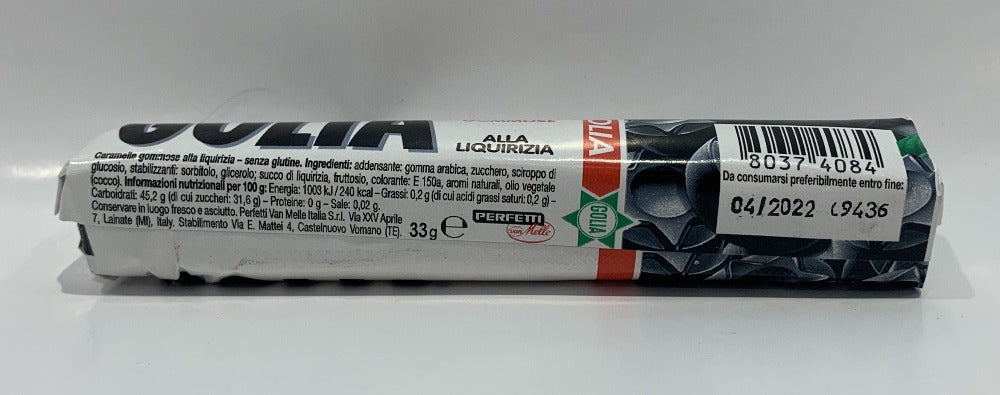 GOLIA
GOMMOSE
ALLA
LIQUIRIZIA
Caramelle gommose alla liquirizia – senza glutine. Ingredienti: addensante: gomma arabica, zucchero, sciroppo di
glucosio, stabilizzanti: sorbitolo, glicerolo; succo di liquirizia, fruttosio, colorante: E 150a, aromi naturali, olio vegetale
(cocco). Informazioni nutrizionali per 100 g: Energia: 1003 kJ / 240 kcal – Grassi: 0,2 g (di cui acidi grassi saturi: 0,2 g) –
Carboidrati: 45,2 g (di cui zuccheri: 31,6 g) – Proteine: 0 g – Sale: 0,02 g.
Conservare in luogo fresco e asciutto. Perfetti Van Melle Italia S.r.l. Via XXV Aprile
7, Lainate (MI), Italy. Stabilimento Via E. Mattei 4, Castelnuovo Vomano (TE). 33 g ℮
PERFETTI
van Melle
OLIA
GOLIA
8037 4084
Da consumarsi preferibilmente entro fine:
04/2022 L9436